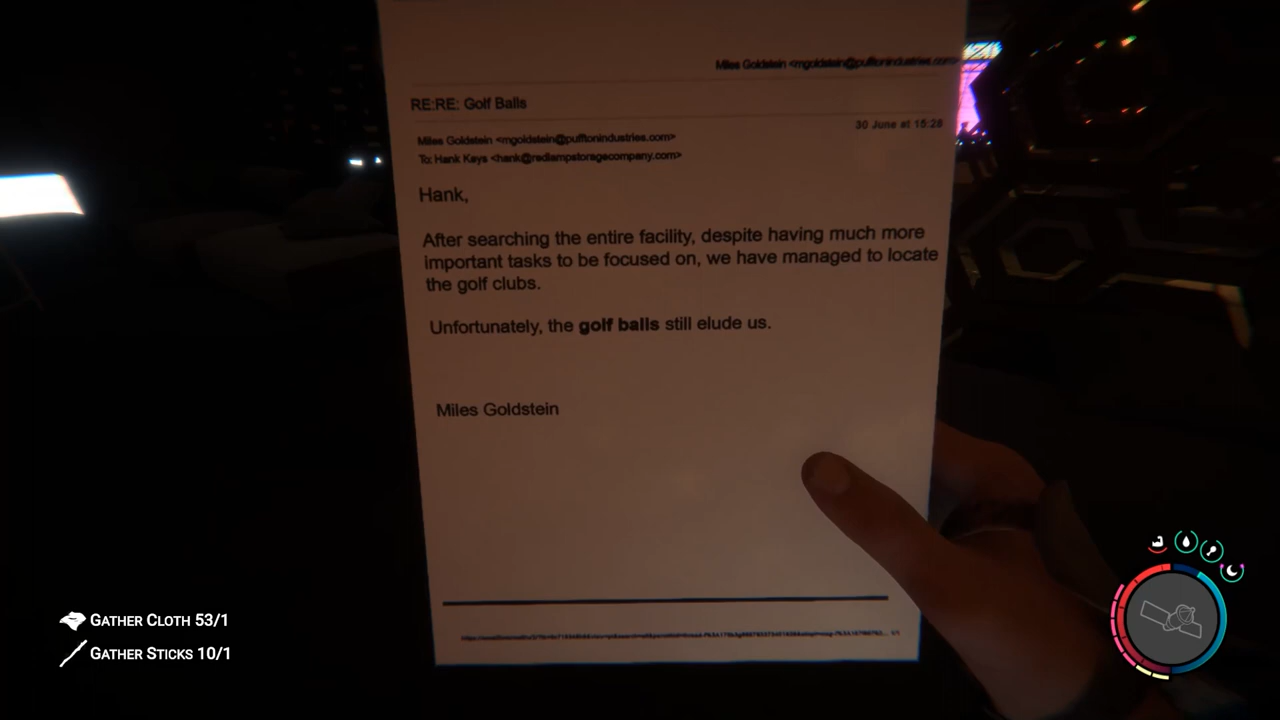 Miles Goldstein <mgoldstein@pufftonindustries.com>
RE:RE: Golf Balls
30 June at 15:28
Miles Goldstein <mgoldstein@pufftonindustries.com>
To: Hank Keys <hank@redlampstoragecompany.com>
Hank,
After searching the entire facility, despite having much more
important tasks to be focused on, we have managed to locate
the golf clubs.
Unfortunately, the golf balls still elude us.
Miles Goldstein
1/1
GATHER CLOTH 53/1
GATHER STICKS 10/1